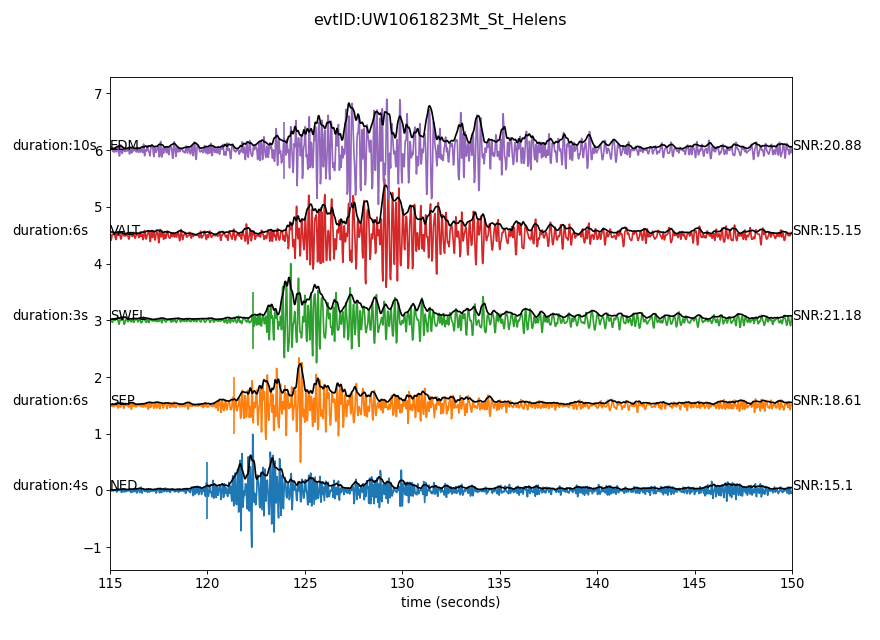 evtID:UW1061823Mt_St_Helens
7
duration:10s EDM 6 SNR:20.88
5
duration:6s VALT SNR:15.15
4
duration:3s SWFL 3 SNR:21.18
2
duration:6s SEP SNR:18.61
1
duration:4s NED 0 SNR:15.1
−1
115 120 125 130 135 140 145 150
time (seconds)